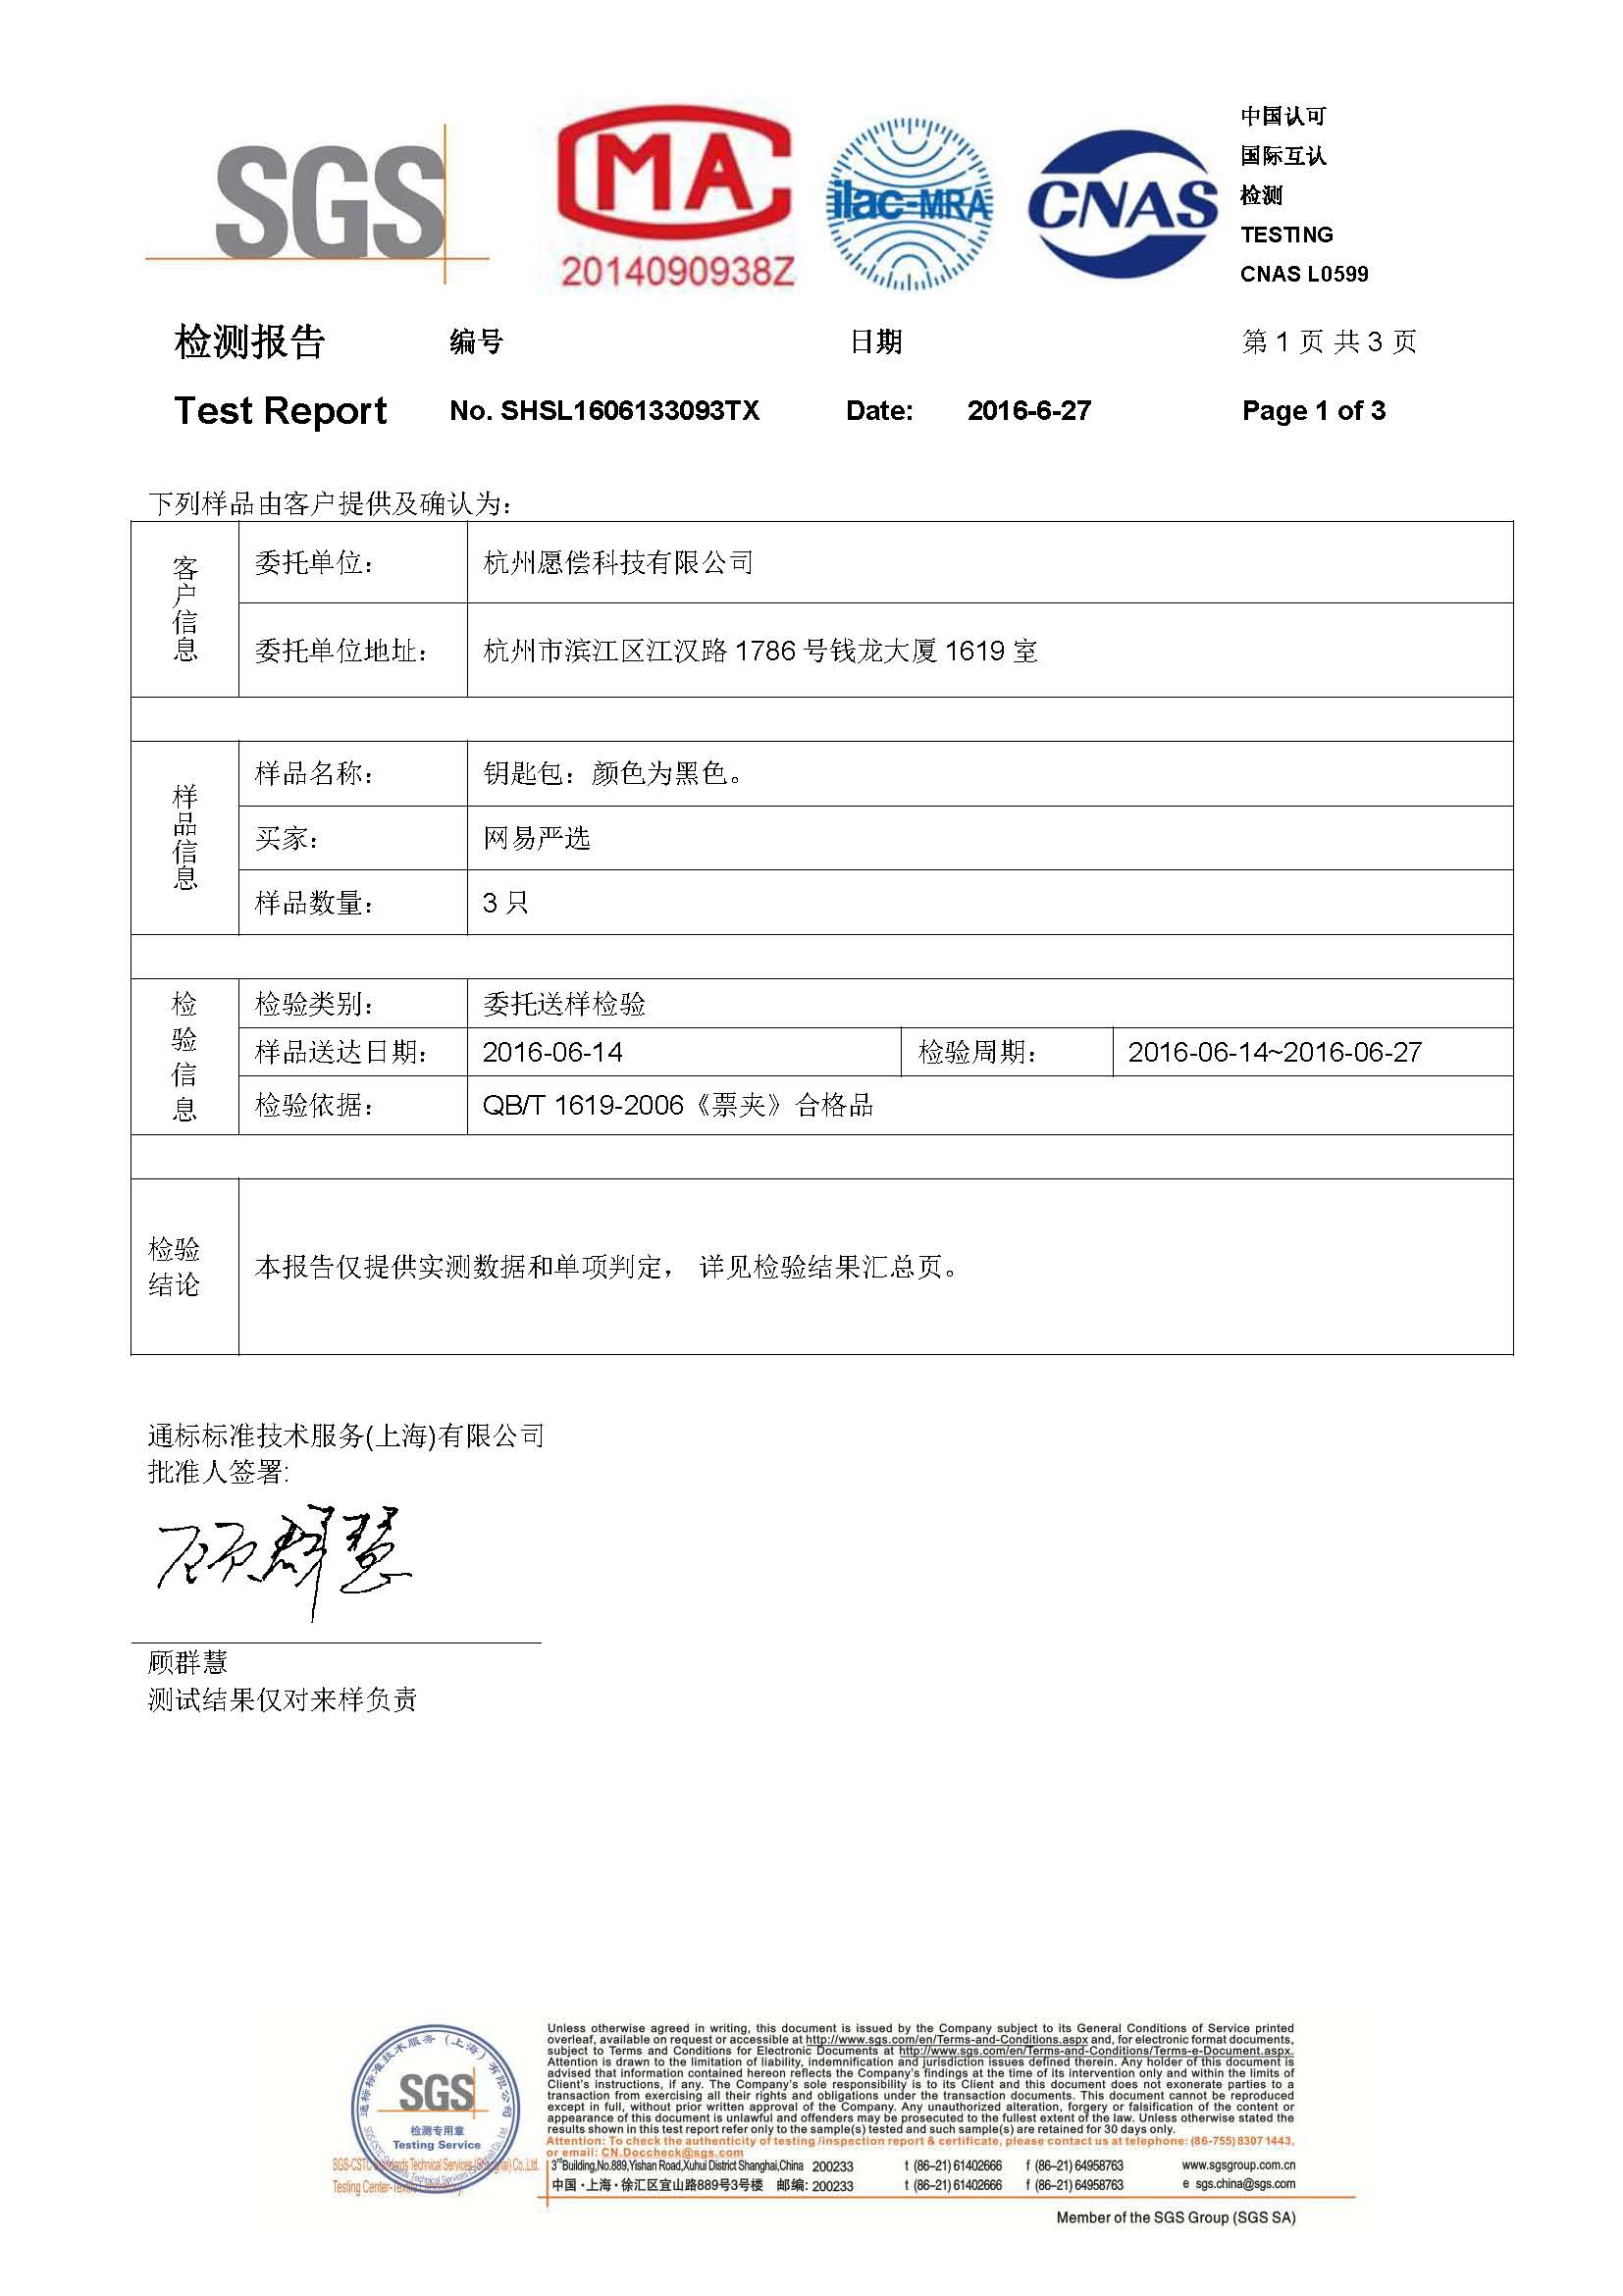 SGS
MA
2014090938Z
ilac-MRA
CNAS
中国认可
国际互认
检测
TESTING
CNAS L0599
检测报告 编号 日期 第 1 页 共 3 页
Test Report No. SHSL1606133093TX Date: 2016-6-27 Page 1 of 3
下列样品由客户提供及确认为：
客户信息
委托单位： 杭州愿偿科技有限公司
委托单位地址： 杭州市滨江区江汉路 1786 号钱龙大厦 1619 室
样品信息
样品名称： 钥匙包：颜色为黑色。
买家： 网易严选
样品数量： 3 只
检验信息
检验类别： 委托送样检验
样品送达日期： 2016-06-14 检验周期： 2016-06-14~2016-06-27
检验依据： QB/T 1619-2006《票夹》合格品
检验
结论
本报告仅提供实测数据和单项判定， 详见检验结果汇总页。
通标标准技术服务(上海)有限公司
批准人签署:
顾群慧
顾群慧
测试结果仅对来样负责
通标标准技术服务（上海）有限公司
SGS
检测专用章
Testing Service
SGS-CSTC Standards Technical Services (Shanghai) Co., Ltd.
Testing Center-Textile
Unless otherwise agreed in writing, this document is issued by the Company subject to its General Conditions of Service printed
overleaf, available on request or accessible at http://www.sgs.com/en/Terms-and-Conditions.aspx and, for electronic format documents,
subject to Terms and Conditions for Electronic Documents at http://www.sgs.com/en/Terms-and-Conditions/Terms-e-Document.aspx.
Attention is drawn to the limitation of liability, indemnification and jurisdiction issues defined therein. Any holder of this document is
advised that information contained hereon reflects the Company's findings at the time of its intervention only and within the limits of
Client's instructions, if any. The Company's sole responsibility is to its Client and this document does not exonerate parties to a
transaction from exercising all their rights and obligations under the transaction documents. This document cannot be reproduced
except in full, without prior written approval of the Company. Any unauthorized alteration, forgery or falsification of the content or
appearance of this document is unlawful and offenders may be prosecuted to the fullest extent of the law. Unless otherwise stated the
results shown in this test report refer only to the sample(s) tested and such sample(s) are retained for 30 days only.
Attention: To check the authenticity of testing /inspection report & certificate, please contact us at telephone: (86-755) 8307 1443,
or email: CN.Doccheck@sgs.com
3rd Building,No.889,Yishan Road,Xuhui District Shanghai,China 200233 t (86–21) 61402666 f (86–21) 64958763 www.sgsgroup.com.cn
中国・上海・徐汇区宜山路889号3号楼 邮编: 200233 t (86–21) 61402666 f (86–21) 64958763 e sgs.china@sgs.com
Member of the SGS Group (SGS SA)